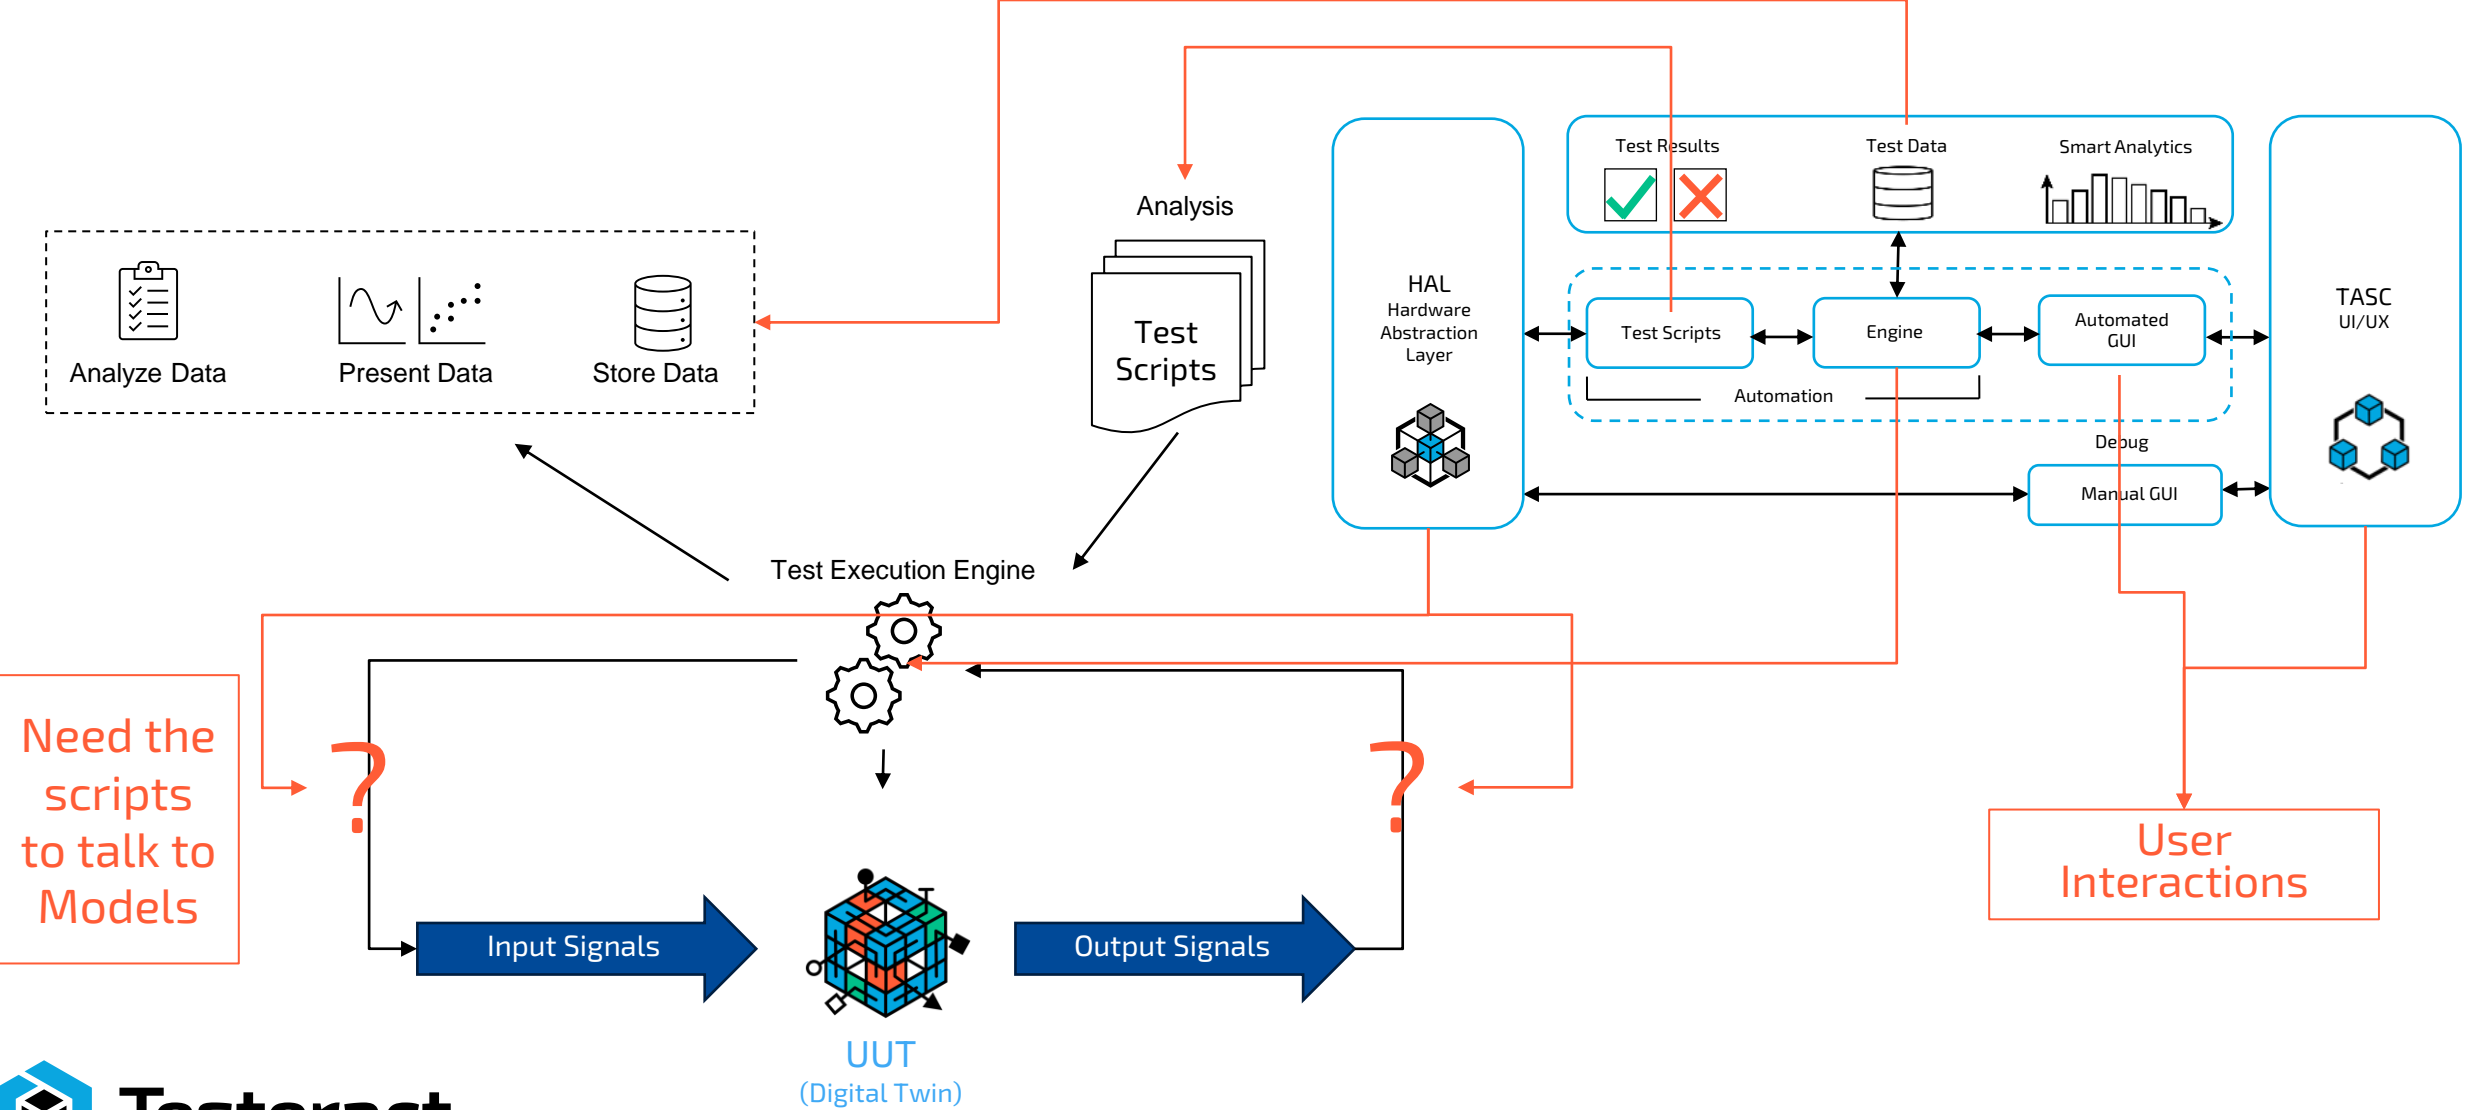 Test Results
Test Data
Smart Analytics
Analysis
Test
Scripts
HAL
Hardware
Abstraction
Layer
Test Scripts
Engine
Automated
GUI
Automation
TASC
UI/UX
Debug
Manual GUI
Analyze Data
Present Data
Store Data
Test Execution Engine
Need the
scripts
to talk to
Models
?
?
User
Interactions
Input Signals
Output Signals
UUT
(Digital Twin)
Testeract